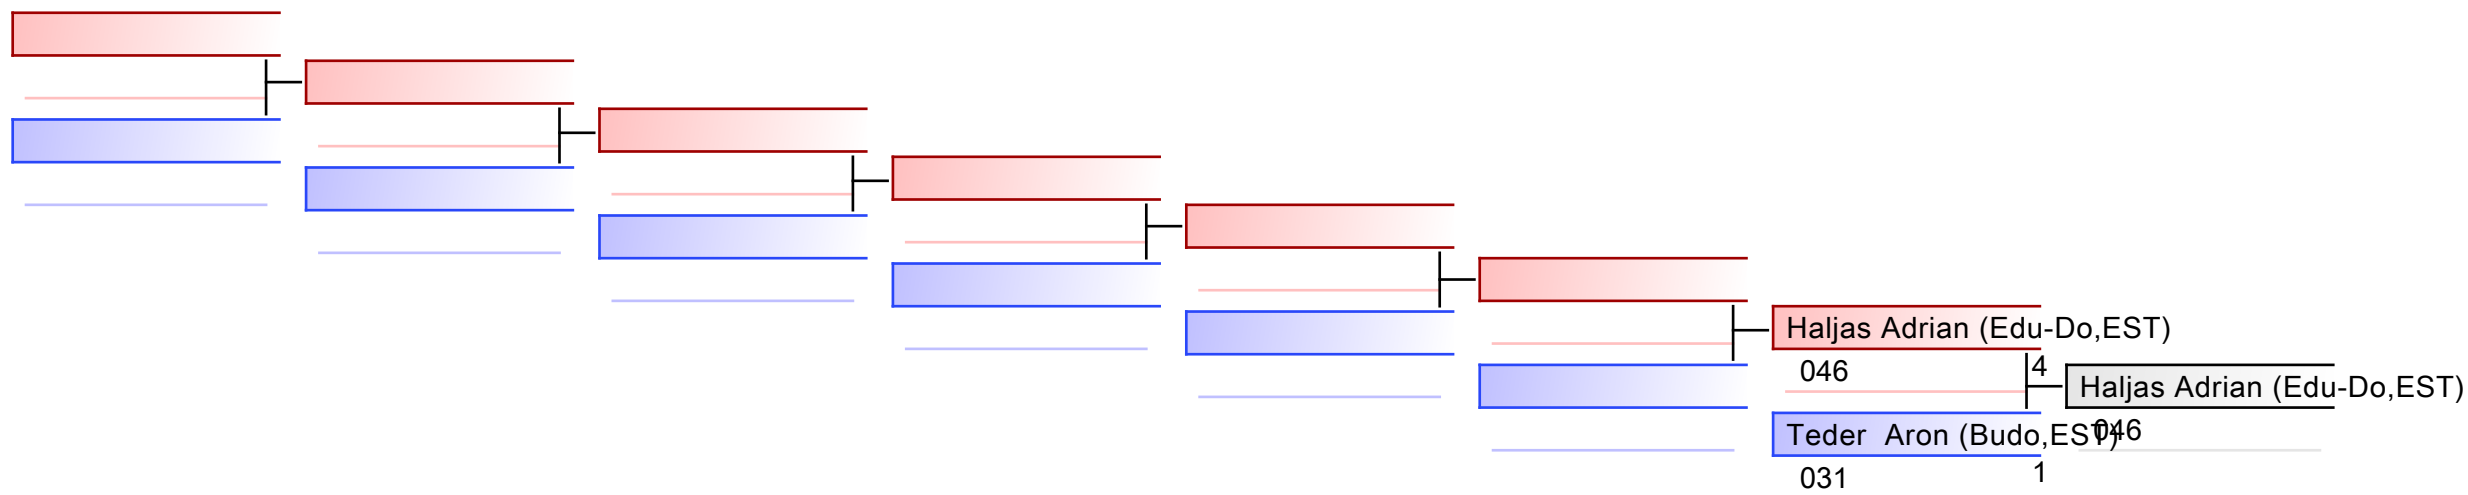 Haljas Adrian (Edu-Do,EST)
046
4
Haljas Adrian (Edu-Do,EST)
046
Teder  Aron (Budo,EST)
031
1